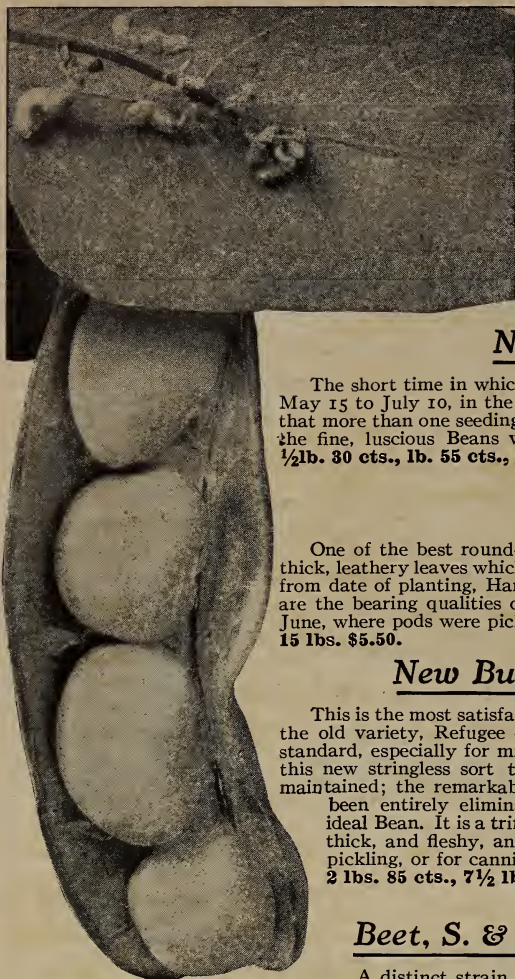 N
The short time in whic
May 15 to July 10, in the
that more than one seeding
the fine, luscious Beans w
½lb. 30 cts., lb. 55 cts.,
One of the best round-
thick, leathery leaves whic
from date of planting, Har
are the bearing qualities o
June, where pods were pic
15 lbs. $5.50.
New Bu
This is the most satisfa
the old variety, Refugee
standard, especially for m
this new stringless sort t
maintained; the remarkab
been entirely elimin
ideal Bean. It is a trim
thick, and fleshy, an
pickling, or for canni
2 lbs. 85 cts., 7½ lb
Beet, S. &
A distinct strain